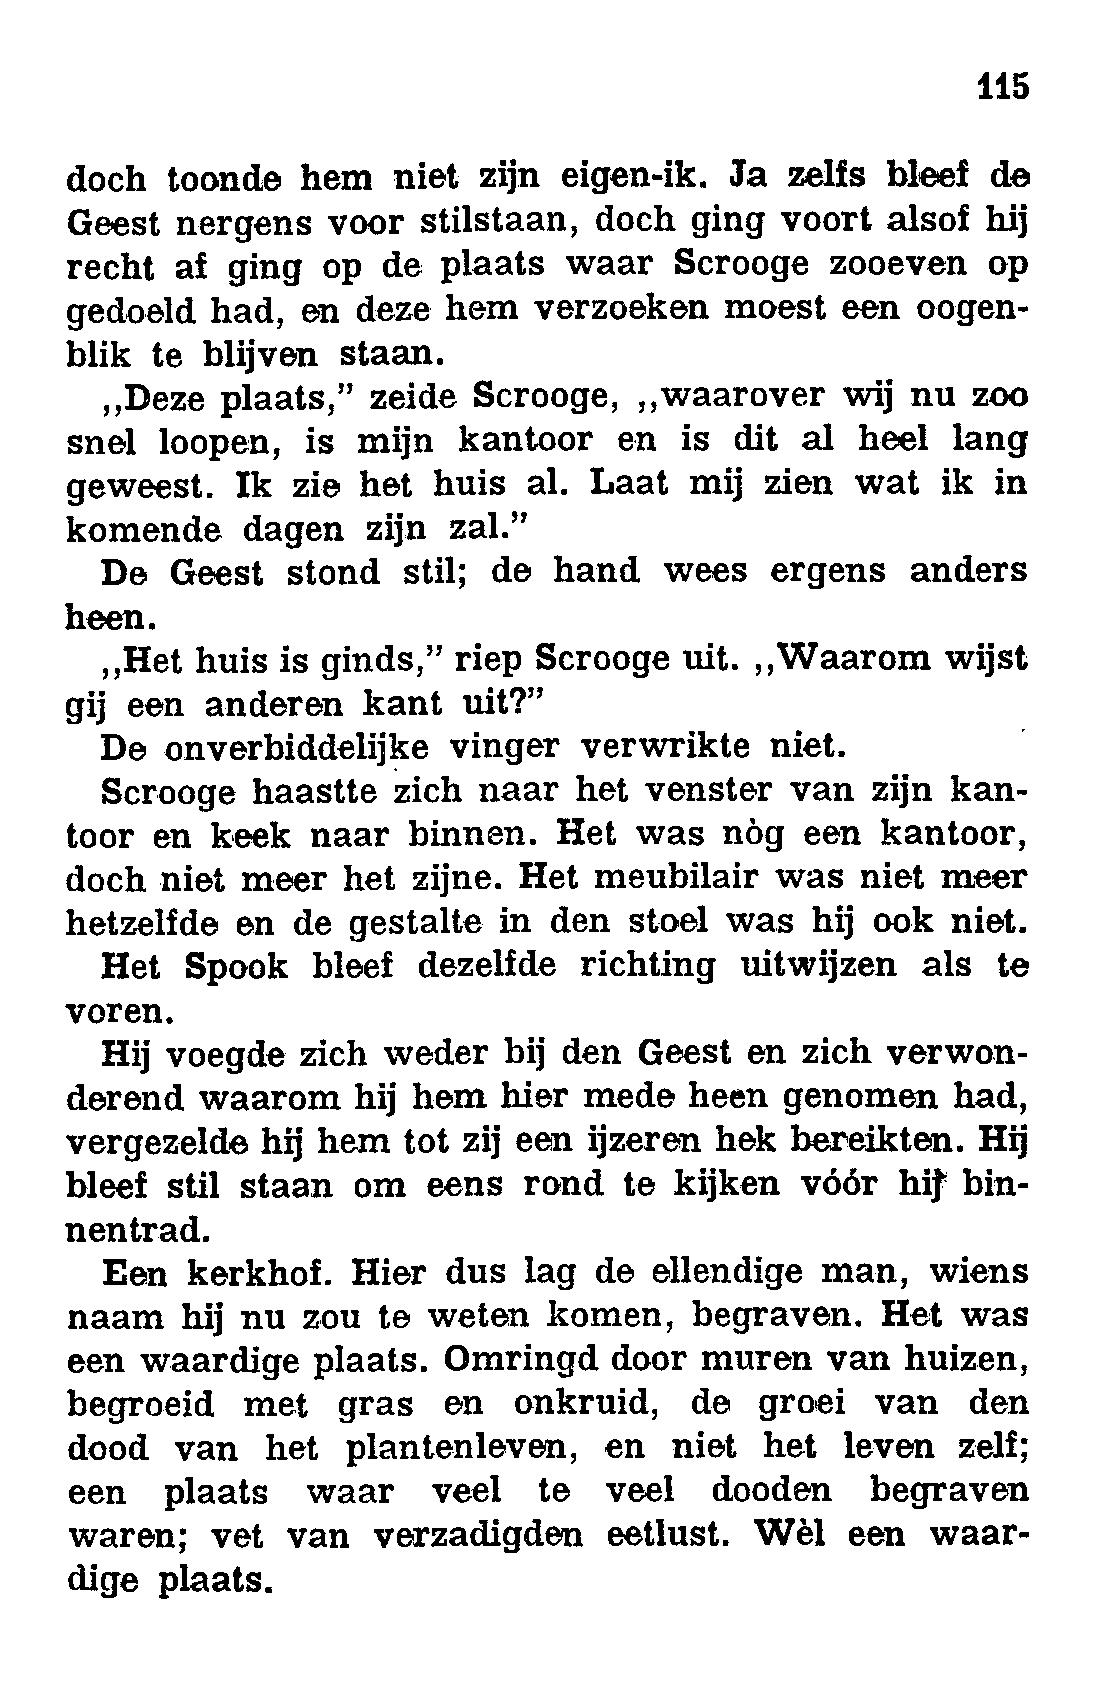 115
doch toonde hem niet zijn eigen-ik. Ja zelfs bleef de
Geest nergens voor stilstaan, doch ging voort alsof hij
recht af ging op de plaats waar Scrooge zooeven op
gedoeld had, en deze hem verzoeken moest een oogen-
blik te blijven staan.
,,Deze plaats,” zeide Scrooge, ,,waarover wij nu zoo
snel loopen, is mijn kantoor en is dit al heel lang
geweest. Ik zie het huis al. Laat mij zien wat ik in
komende dagen zijn zal.”
De Geest stond stil; de hand wees ergens anders
heen.
,,Het huis is ginds,” riep Scrooge uit. ,,Waarom wijst
gij een anderen kant uit?”
De onverbiddelijke vinger verwrikte niet.
Scrooge haastte zich naar het venster van zijn kan-
toor en keek naar binnen. Het was nòg een kantoor,
doch niet meer het zijne. Het meubilair was niet meer
hetzelfde en de gestalte in den stoel was hij ook niet.
Het Spook bleef dezelfde richting uitwijzen als te
voren.
Hij voegde zich weder bij den Geest en zich verwon-
derend waarom hij hem hier mede heen genomen had,
vergezelde hij hem tot zij een ijzeren hek bereikten. Hij
bleef stil staan om eens rond te kijken vóór hij bin-
nentrad.
Een kerkhof. Hier dus lag de ellendige man, wiens
naam hij nu zou te weten komen, begraven. Het was
een waardige plaats. Omringd door muren van huizen,
begroeid met gras en onkruid, de groei van den
dood van het plantenleven, en niet het leven zelf;
een plaats waar veel te veel dooden begraven
waren; vet van verzadigden eetlust. Wèl een waar-
dige plaats.